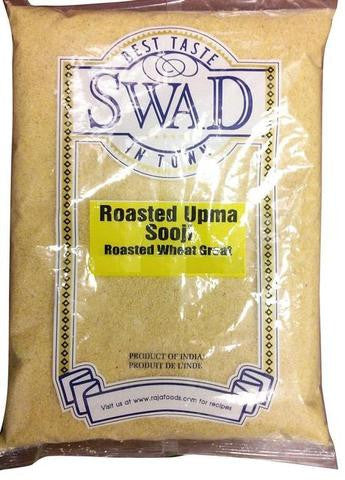 BEST TASTE
SWAD
IN TOWN
Roasted Upma
Sooji
Roasted Wheat Groat
PRODUCT OF INDIA
PRODUIT DE L'INDE
Visit us at www.rajafoods.com for recipes